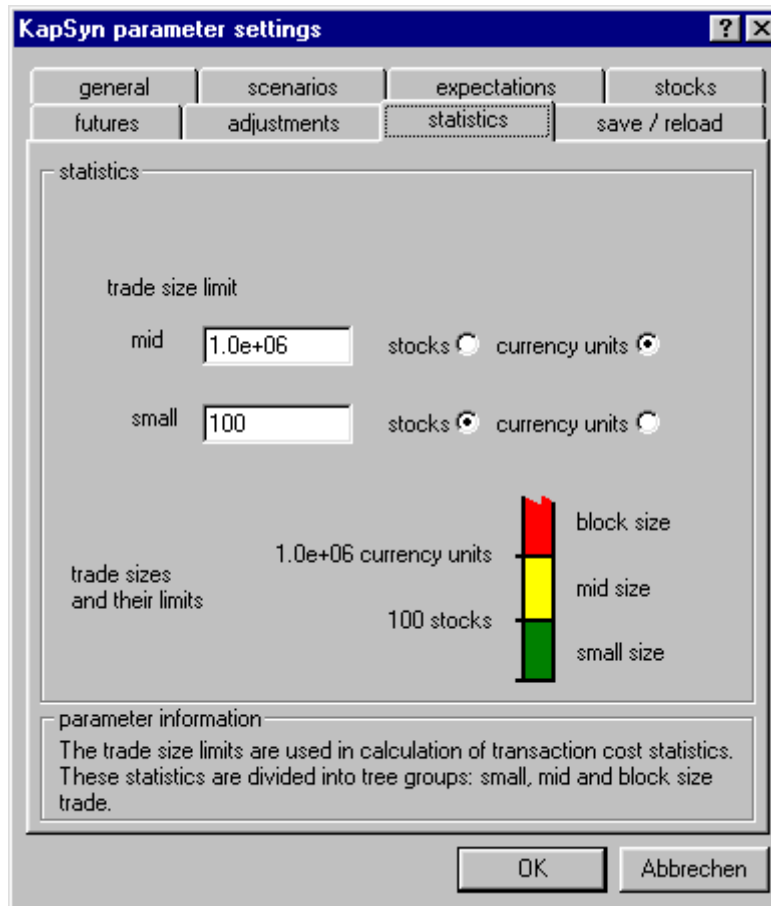 KapSyn parameter settings
general scenarios expectations stocks
futures adjustments statistics save / reload
statistics
trade size limit
mid 1.0e+06 stocks currency units
small 100 stocks currency units
block size
1.0e+06 currency units
trade sizes
and their limits
mid size
100 stocks
small size
parameter information
The trade size limits are used in calculation of transaction cost statistics.
These statistics are divided into tree groups: small, mid and block size
trade.
OK Abbrechen